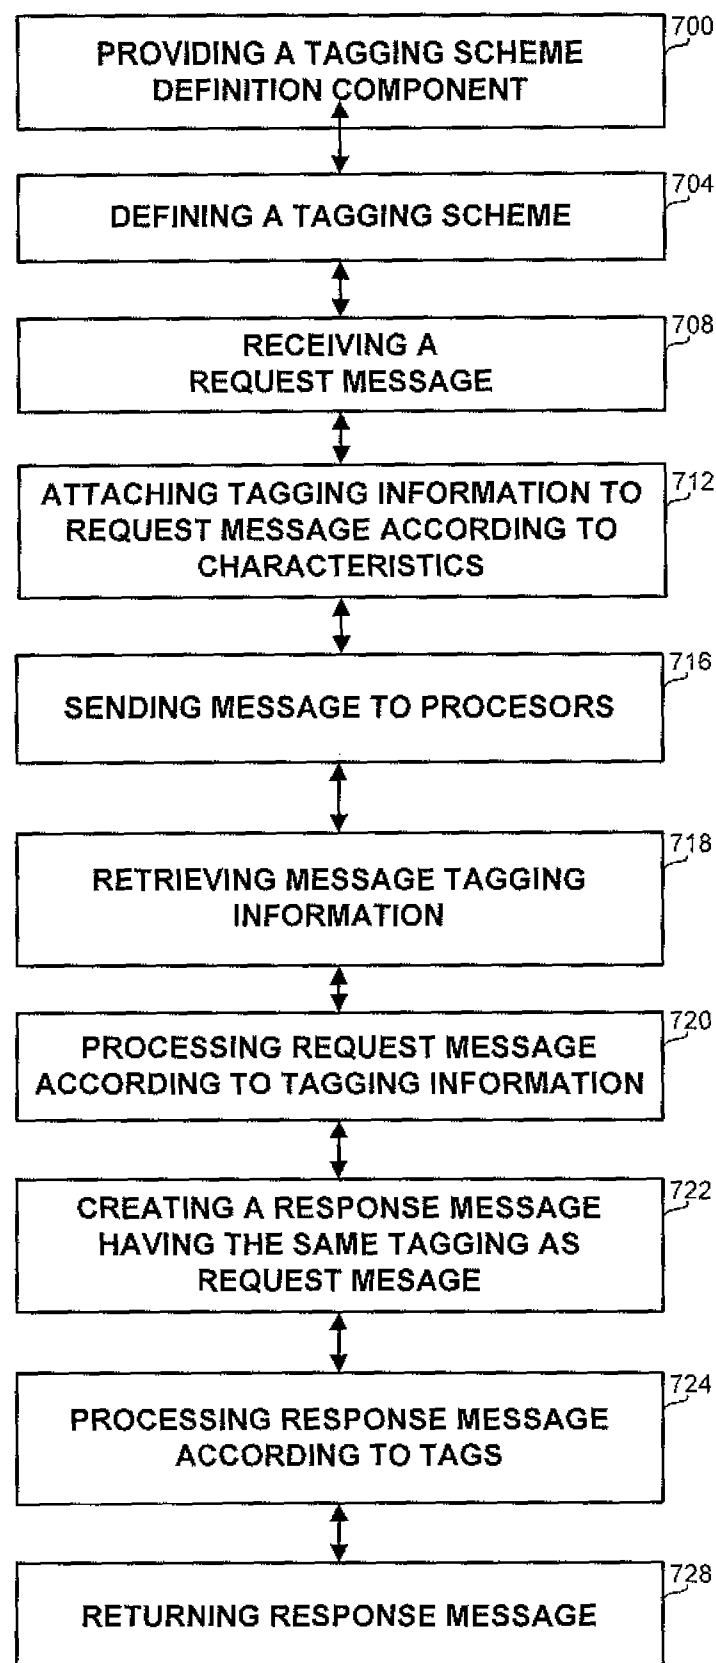 700
PROVIDING A TAGGING SCHEME
DEFINITION COMPONENT
704
DEFINING A TAGGING SCHEME
708
RECEIVING A
REQUEST MESSAGE
712
ATTACHING TAGGING INFORMATION TO
REQUEST MESSAGE ACCORDING TO
CHARACTERISTICS
716
SENDING MESSAGE TO PROCESORS
718
RETRIEVING MESSAGE TAGGING
INFORMATION
720
PROCESSING REQUEST MESSAGE
ACCORDING TO TAGGING INFORMATION
722
CREATING A RESPONSE MESSAGE
HAVING THE SAME TAGGING AS
REQUEST MESAGE
724
PROCESSING RESPONSE MESSAGE
ACCORDING TO TAGS
728
RETURNING RESPONSE MESSAGE